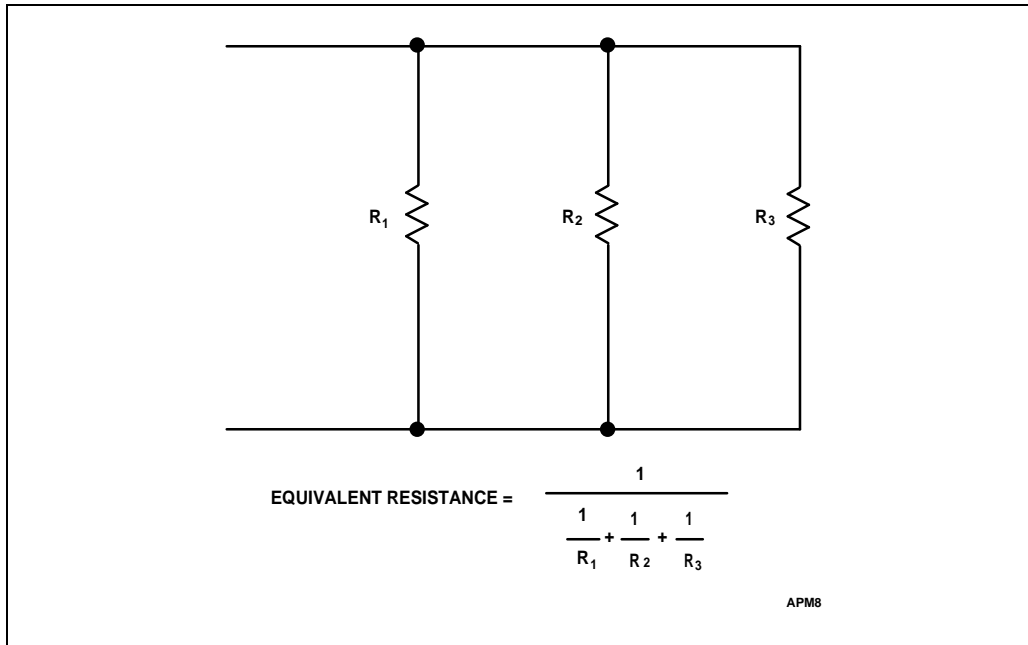 R1 R2 R3
EQUIVALENT RESISTANCE =
1
1 1 1
+ +
R1 R2 R3
APM8